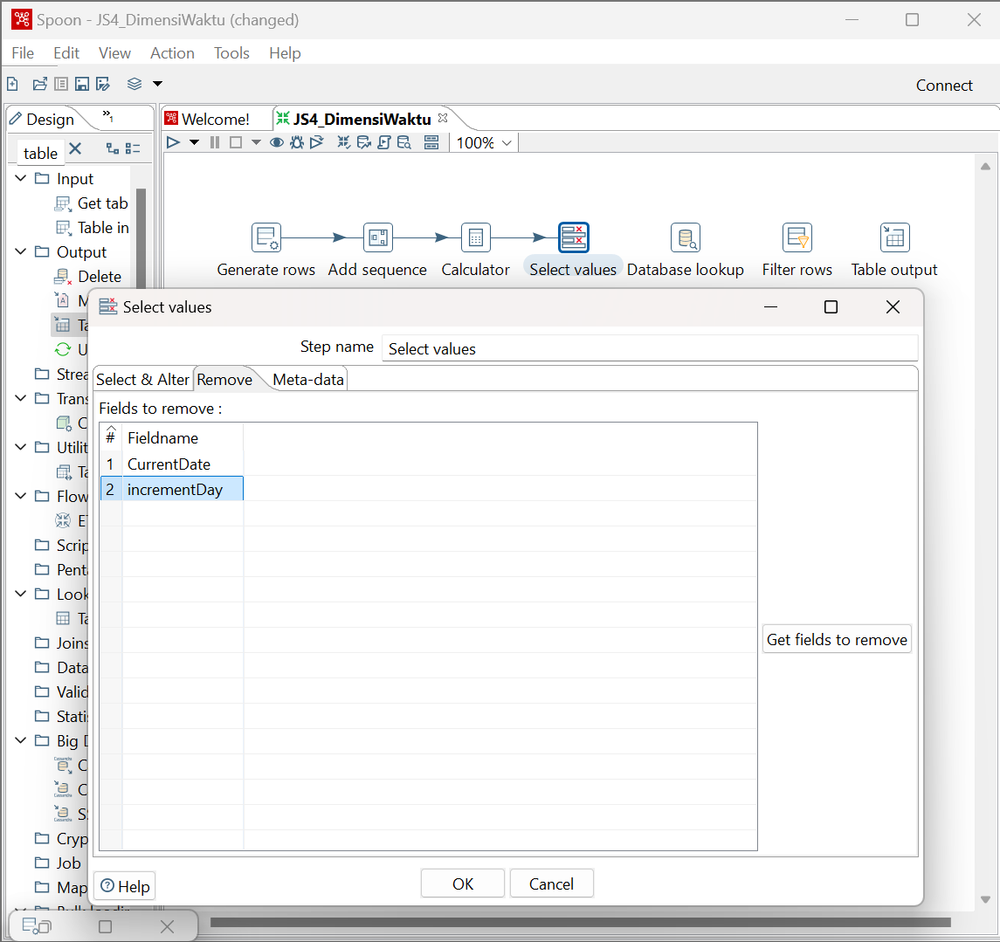 Spoon - JS4_DimensiWaktu (changed)
File Edit View Action Tools Help
Connect
Design »1
Welcome! JS4_DimensiWaktu
table
100%
Input
Get tab
Table in
Output
Delete
Generate rows Add sequence Calculator Select values Database lookup Filter rows Table output
Select values
Step name Select values
Select & Alter Remove Meta-data
Fields to remove :
# Fieldname
1 CurrentDate
2 incrementDay
Get fields to remove
Help OK Cancel
M
Ta
U
Strea
Trans
C
Utilit
Ta
Flow
ET
Scrip
Penta
Look
Ta
Joins
Data
Valid
Statis
Big D
C
C
SS
Cryp
Job
Map